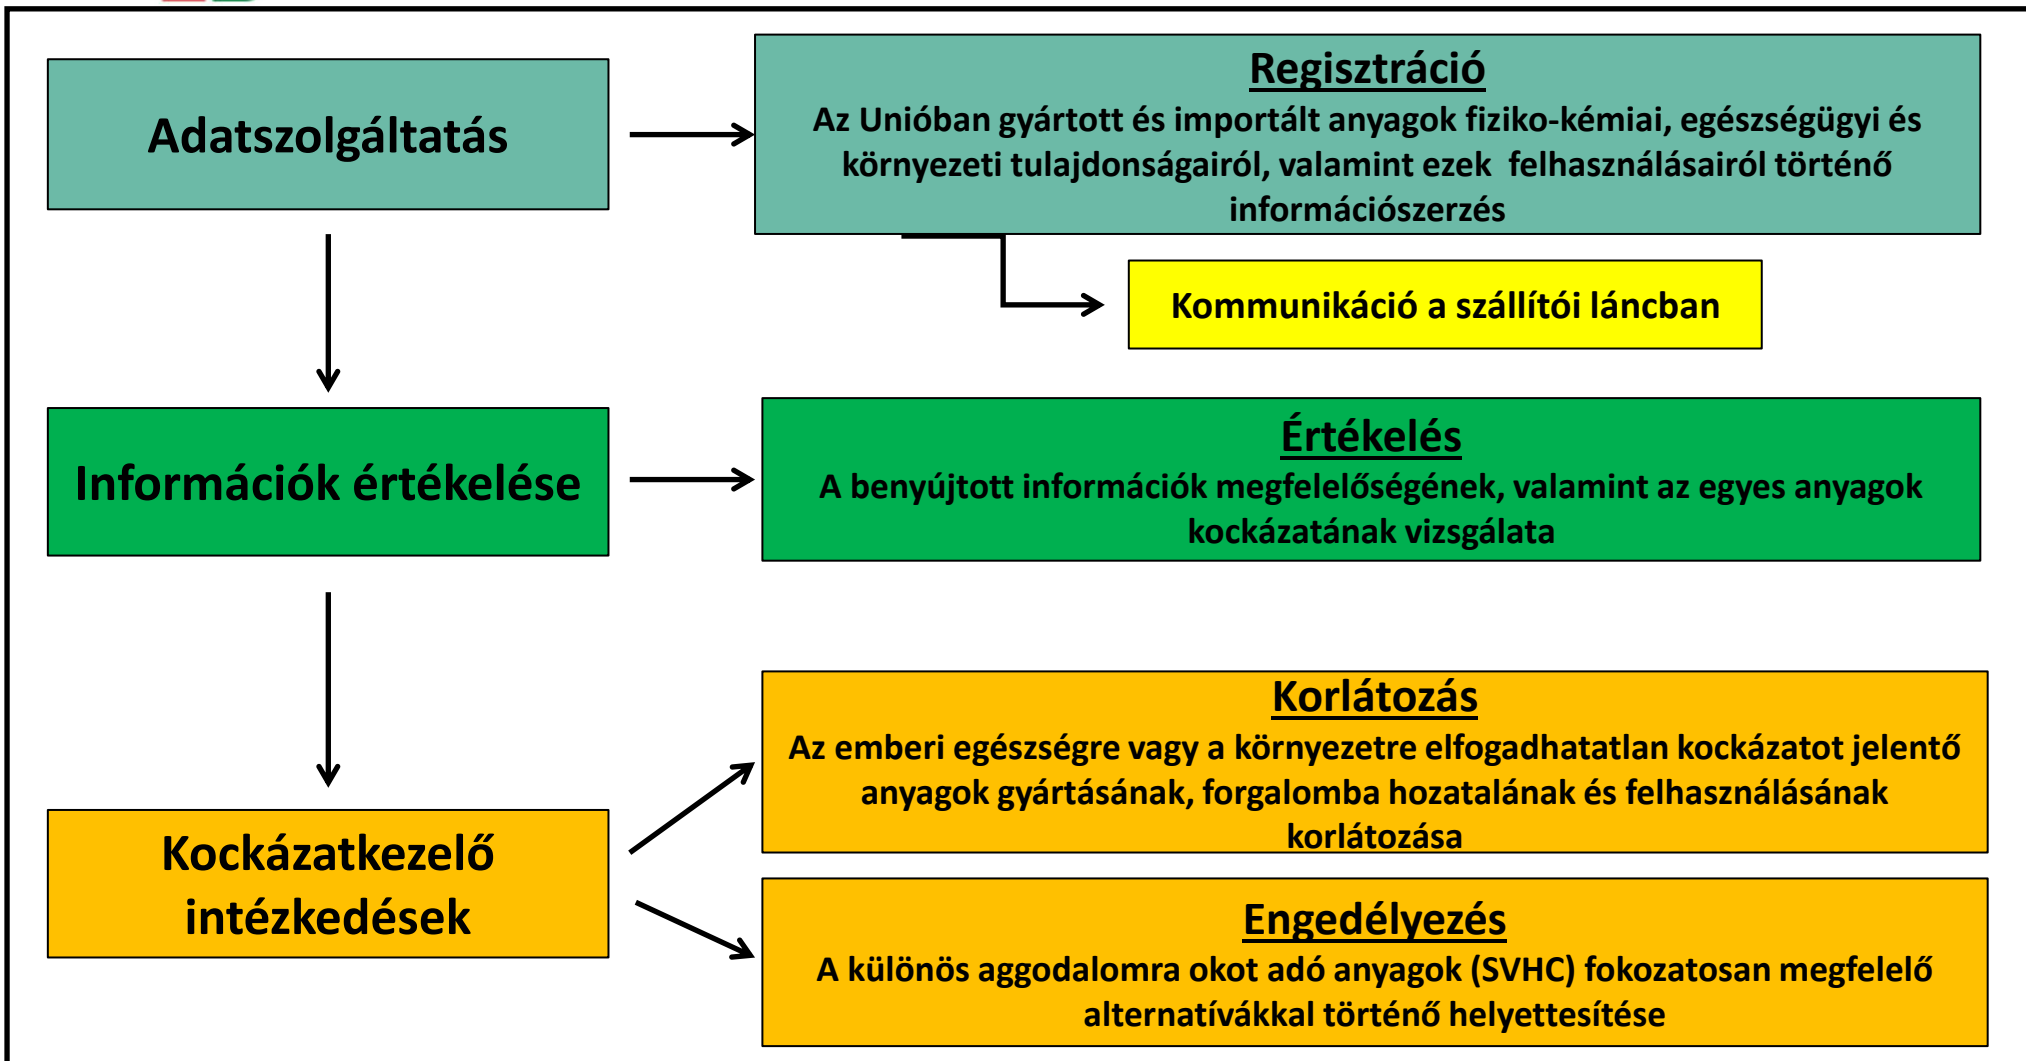 Adatszolgáltatás
Regisztráció
Az Unióban gyártott és importált anyagok fiziko-kémiai, egészségügyi és
környezeti tulajdonságairól, valamint ezek felhasználásairól történő
információszerzés
Kommunikáció a szállítói láncban
Információk értékelése
Értékelés
A benyújtott információk megfelelőségének, valamint az egyes anyagok
kockázatának vizsgálata
Kockázatkezelő
intézkedések
Korlátozás
Az emberi egészségre vagy a környezetre elfogadhatatlan kockázatot jelentő
anyagok gyártásának, forgalomba hozatalának és felhasználásának
korlátozása
Engedélyezés
A különös aggodalomra okot adó anyagok (SVHC) fokozatosan megfelelő
alternatívákkal történő helyettesítése